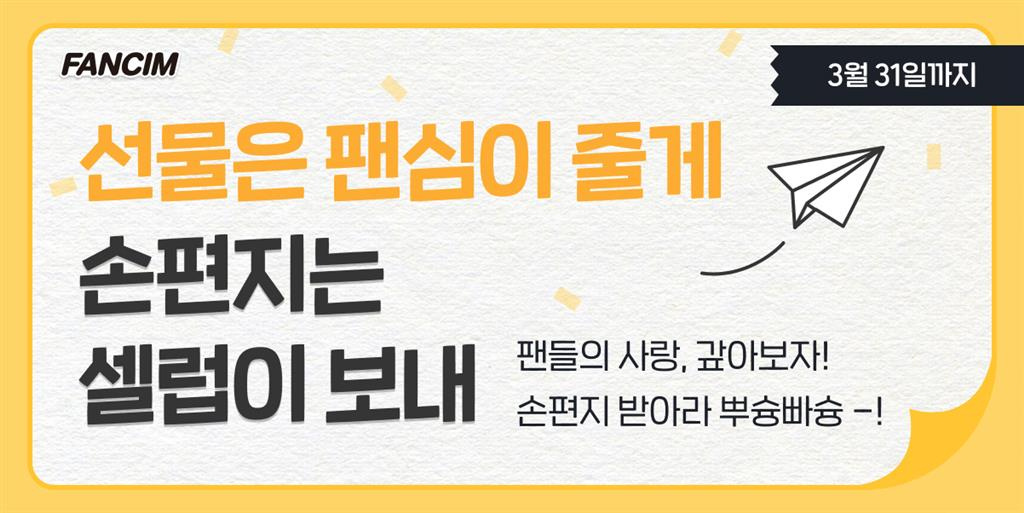 FANCIM
3월 31일까지
선물은 팬심이 줄게
손편지는
셀럽이 보내
팬들의 사랑, 갚아보자!
손편지 받아라 뿌슝빠슝 -!